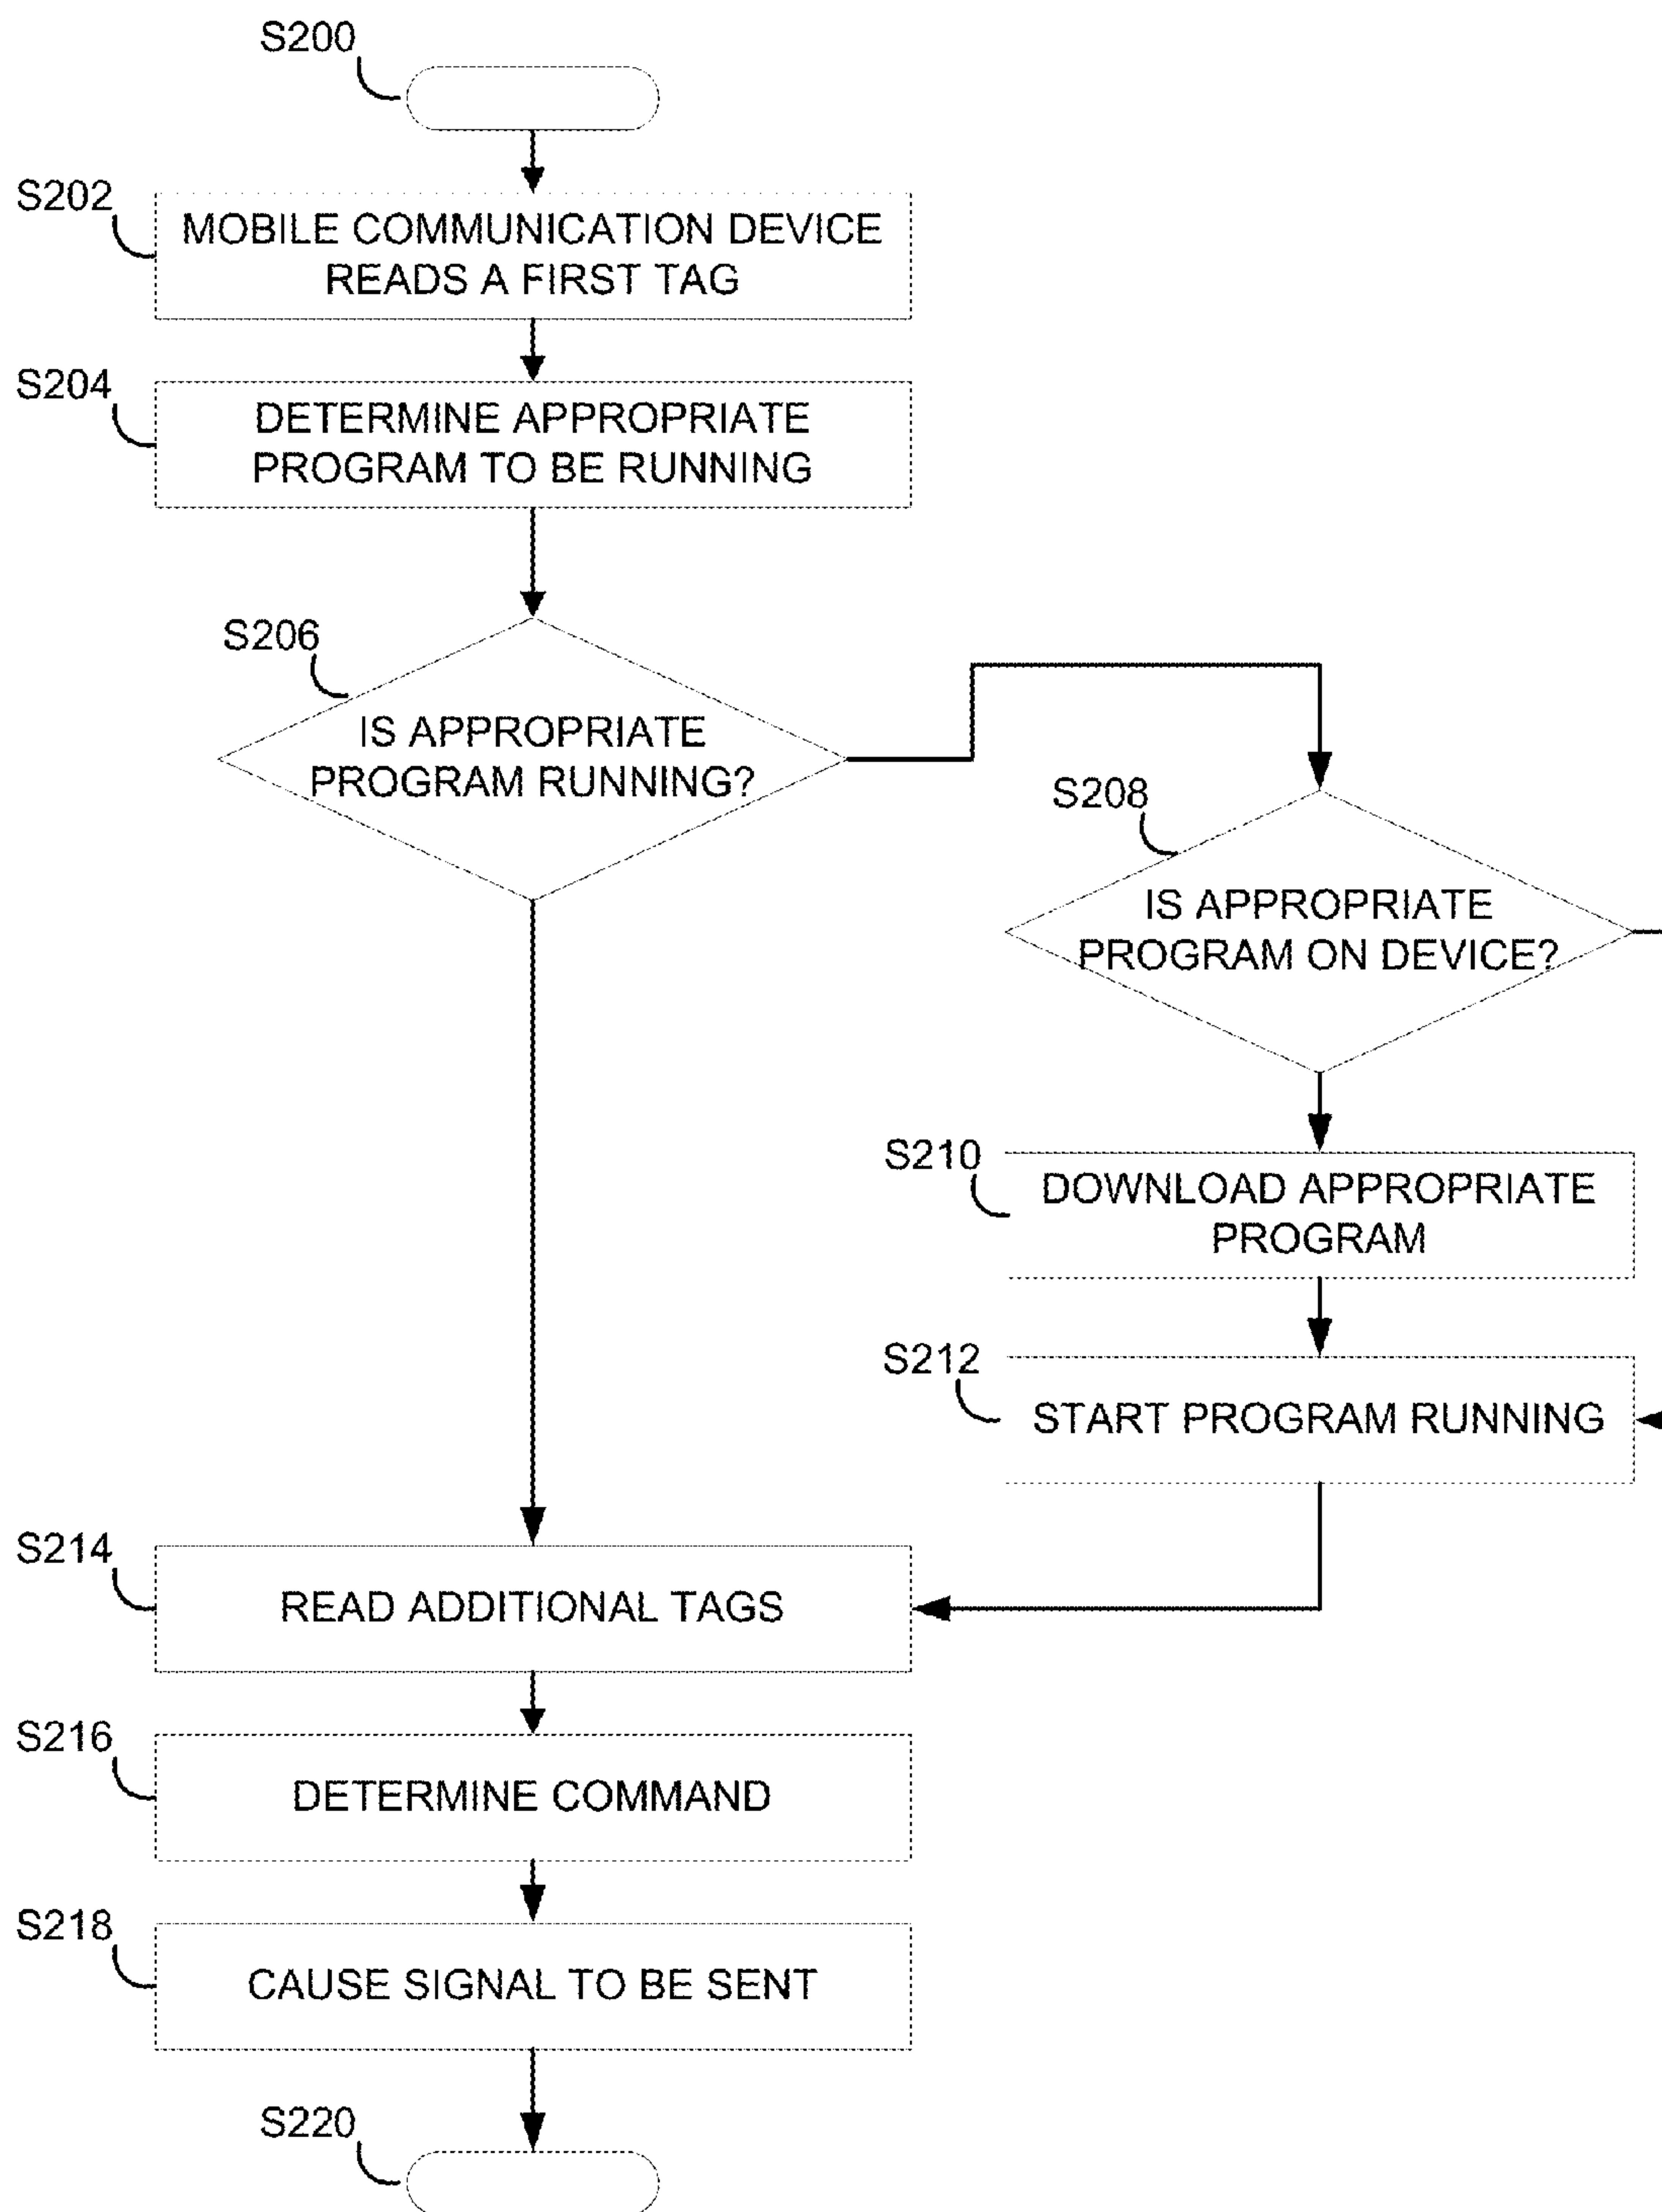 S200
S202
MOBILE COMMUNICATION DEVICE
READS A FIRST TAG
S204
DETERMINE APPROPRIATE
PROGRAM TO BE RUNNING
S206
IS APPROPRIATE
PROGRAM RUNNING?
S208
IS APPROPRIATE
PROGRAM ON DEVICE?
S210
DOWNLOAD APPROPRIATE
PROGRAM
S212
START PROGRAM RUNNING
S214
READ ADDITIONAL TAGS
S216
DETERMINE COMMAND
S218
CAUSE SIGNAL TO BE SENT
S220